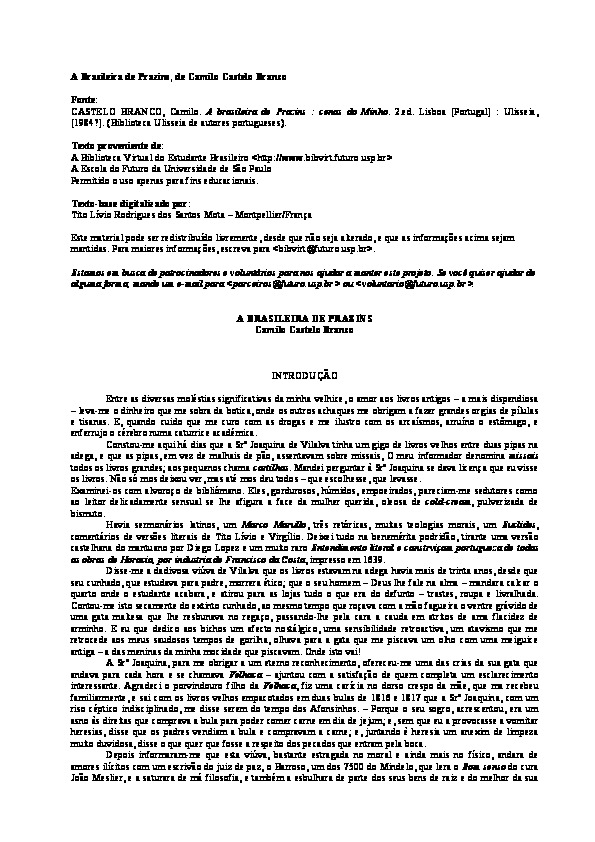 A Brasileira de Prazins, de Camilo Castelo Branco
Fonte:
CASTELO BRANCO, Camilo. A brasileira de Prazins : cenas do Minho. 2.ed. Lisboa [Portugal] : Ulisseia,
[1984?]. (Biblioteca Ulisseia de autores portugueses).
Texto proveniente de:
A Biblioteca Virtual do Estudante Brasileiro <http://www.bibvirt.futuro.usp.br>
A Escola do Futuro da Universidade de São Paulo
Permitido o uso apenas para fins educacionais.
Texto-base digitalizado por:
Tito Lívio Rodrigues dos Santos Mota – Montpellier/França
Este material pode ser redistribuído livremente, desde que não seja alterado, e que as informações acima sejam
mantidas. Para maiores informações, escreva para <bibvirt@futuro.usp.br>.
Estamos em busca de patrocinadores e voluntários para nos ajudar a manter este projeto. Se você quiser ajudar de
alguma forma, mande um e-mail para <parceiros@futuro.usp.br> ou <voluntario@futuro.usp.br>
A BRASILEIRA DE PRAZINS
Camilo Castelo Branco
INTRODUÇÃO
Entre as diversas moléstias significativas da minha velhice, o amor aos livros antigos – a mais dispendiosa
– leva-me o dinheiro que me sobra da botica, onde os outros achaques me obrigam a fazer grandes orgias de pílulas
e tisanas. E, quando cuido que me curo com as drogas e me ilustro com os arcaísmos, arruíno o estômago, e
enferrujo o cérebro numa caturrice académica.
Constou-me aqui há dias que a Srª Joaquina de Vilalva tinha um gigo de livros velhos entre duas pipas na
adega, e que as pipas, em vez de malhais de pão, assentavam sobre missais. O meu informador denomina missais
todos os livros grandes; aos pequenos chama cartilhas. Mandei perguntar à Srª Joaquina se dava licença que eu visse
os livros. Não só mos deixou ver, mas até mos deu todos – que escolhesse, que levasse.
Examinei-os com alvoroço de bibliómano. Eles, gordurosos, húmidos, empoeirados, pareciam-me sedutores como
ao leitor delicadamente sensual se lhe afigura a face da mulher querida, oleosa de cold-cream, pulverizada de
bismuto.
Havia sermonários latinos, um Marco Marullo, três retóricas, muitas teologias morais, um Euclides,
comentários de versões literais de Tito Lívio e Virgílio. Deixei tudo na benemérita podridão, tirante uma versão
castelhana do mantuano por Diego Lopez e um muito raro Entendimento literal e construiçam portuguesa de todas
as obras de Horacio, por industria de Francisco da Costa, impresso em 1639.
Disse-me a dadivosa viúva de Vilalva que os livros estavam na adega havia mais de trinta anos, desde que
seu cunhado, que estudava para padre, morrera ético; que o seu homem – Deus lhe fale na alma – mandara calear o
quarto onde o estudante acabara, e atirou para as lojas tudo o que era do defunto – trastes, roupa e livralhada.
Contou-me isto secamente do extinto cunhado, ao mesmo tempo que roçava com a mão fagueira o ventre grávido de
uma gata maltesa que lhe resbunava no regaço, passando-lhe pela cara a cauda em attritos de uma flacidez de
arminho. E eu que dedico aos bichos um afecto nostálgico, uma sensibilidade retroactiva, um atavismo que me
retrocede aos meus saudosos tempos de gorilha, olhava para a gata que me piscava um olho com uma meiguice
antiga – a das meninas da minha mocidade que piscavam. Onde isto vai!
A Srª Joaquina, para me obrigar a um eterno reconhecimento, ofereceu-me uma das crias da sua gata que
andava para cada hora e se chamava Velhaca – ajuntou com a satisfação de quem completa um esclarecimento
interessante. Agradeci o porvindouro filho da Velhaca, fiz uma carícia no dorso crespo da mãe, que ma recebeu
familiarmente, e saí com os livros velhos empacotados em duas bulas de 1816 e 1817 que a Srª Joaquina, com um
riso céptico indisciplinado, me disse serem do tempo dos Afonsinhos. – Porque o seu sogro, acrescentou, era um
asno às direitas que comprava a bula para poder comer carne em dia de jejum; e, sem que eu a provocasse a vomitar
heresias, disse que os padres vendiam a bula e compravam a carne; e, juntando à heresia um anexim de limpeza
muito duvidosa, disse o que quer que fosse a respeito dos pecados que entram pela boca.
Depois informaram-me que esta viúva, bastante estragada no moral e ainda mais no físico, andara de
amores ilícitos com um escrivão do juiz de paz, o Barroso, um dos 7500 do Mindelo, que lera o Bom senso do cura
João Meslier, e a saturara de má filosofia, e também a esbulhara de parte dos seus bens de raiz e do melhor da sua